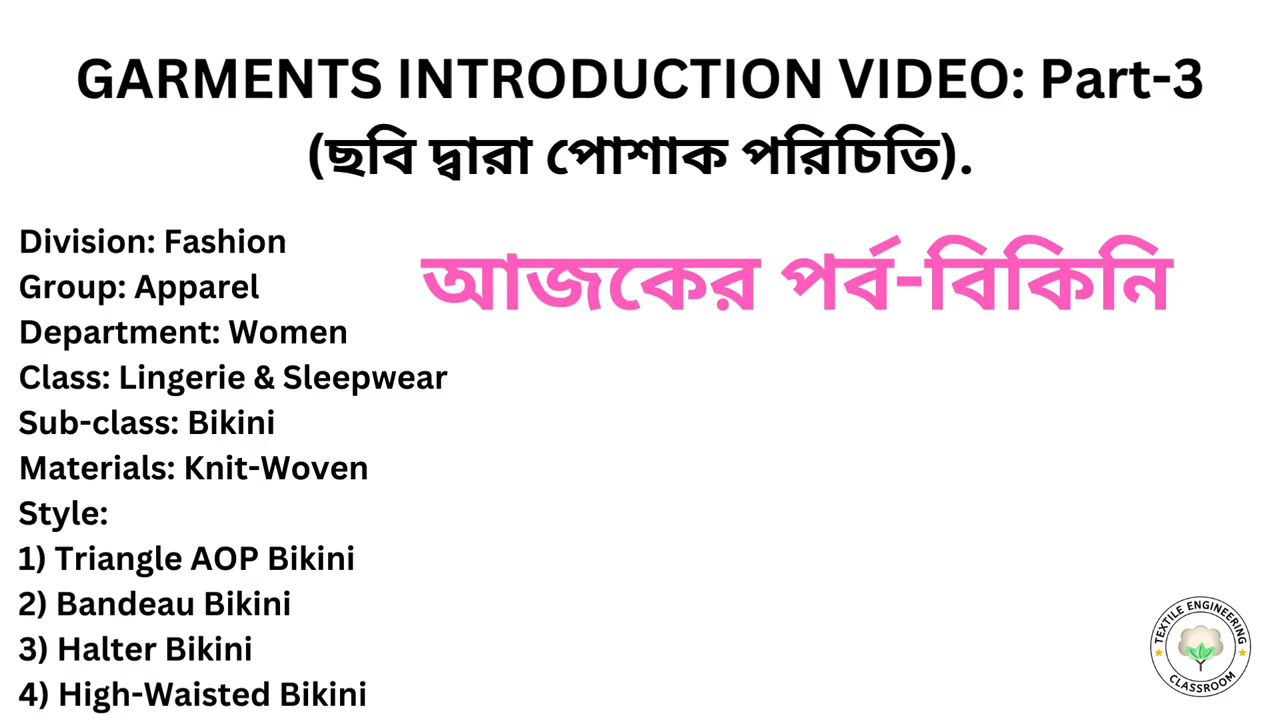 GARMENTS INTRODUCTION VIDEO: Part-3
(ছবি দ্বারা পোশাক পরিচিতি).
আজকের পর্ব-বিকিনি
Division: Fashion
Group: Apparel
Department: Women
Class: Lingerie & Sleepwear
Sub-class: Bikini
Materials: Knit-Woven
Style:
1) Triangle AOP Bikini
2) Bandeau Bikini
3) Halter Bikini
4) High-Waisted Bikini
TEXTILE ENGINEERING
CLASSROOM